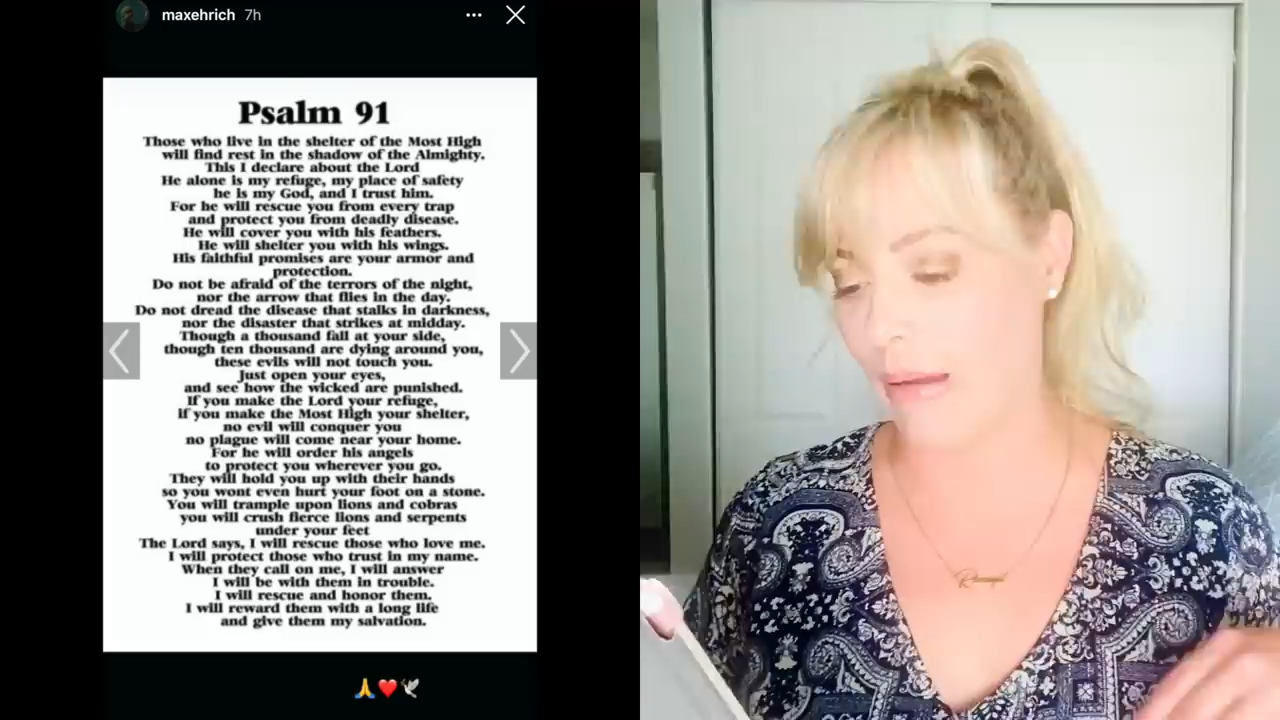 maxehrich 7h
Psalm 91
Those who live in the shelter of the Most High
will find rest in the shadow of the Almighty.
This I declare about the Lord
He alone is my refuge, my place of safety
he is my God, and I trust him.
For he will rescue you from every trap
and protect you from deadly disease.
He will cover you with his feathers.
He will shelter you with his wings.
His faithful promises are your armor and
protection.
Do not be afraid of the terrors of the night,
nor the arrow that flies in the day.
Do not dread the disease that stalks in darkness,
nor the disaster that strikes at midday.
Though a thousand fall at your side,
though ten thousand are dying around you,
these evils will not touch you.
Just open your eyes,
and see how the wicked are punished.
If you make the Lord your refuge,
if you make the Most High your shelter,
no evil will conquer you
no plague will come near your home.
For he will order his angels
to protect you wherever you go.
They will hold you up with their hands
so you wont even hurt your foot on a stone.
You will trample upon lions and cobras
you will crush fierce lions and serpents
under your feet
The Lord says, I will rescue those who love me.
I will protect those who trust in my name.
When they call on me, I will answer
I will be with them in trouble.
I will rescue and honor them.
I will reward them with a long life
and give them my salvation.